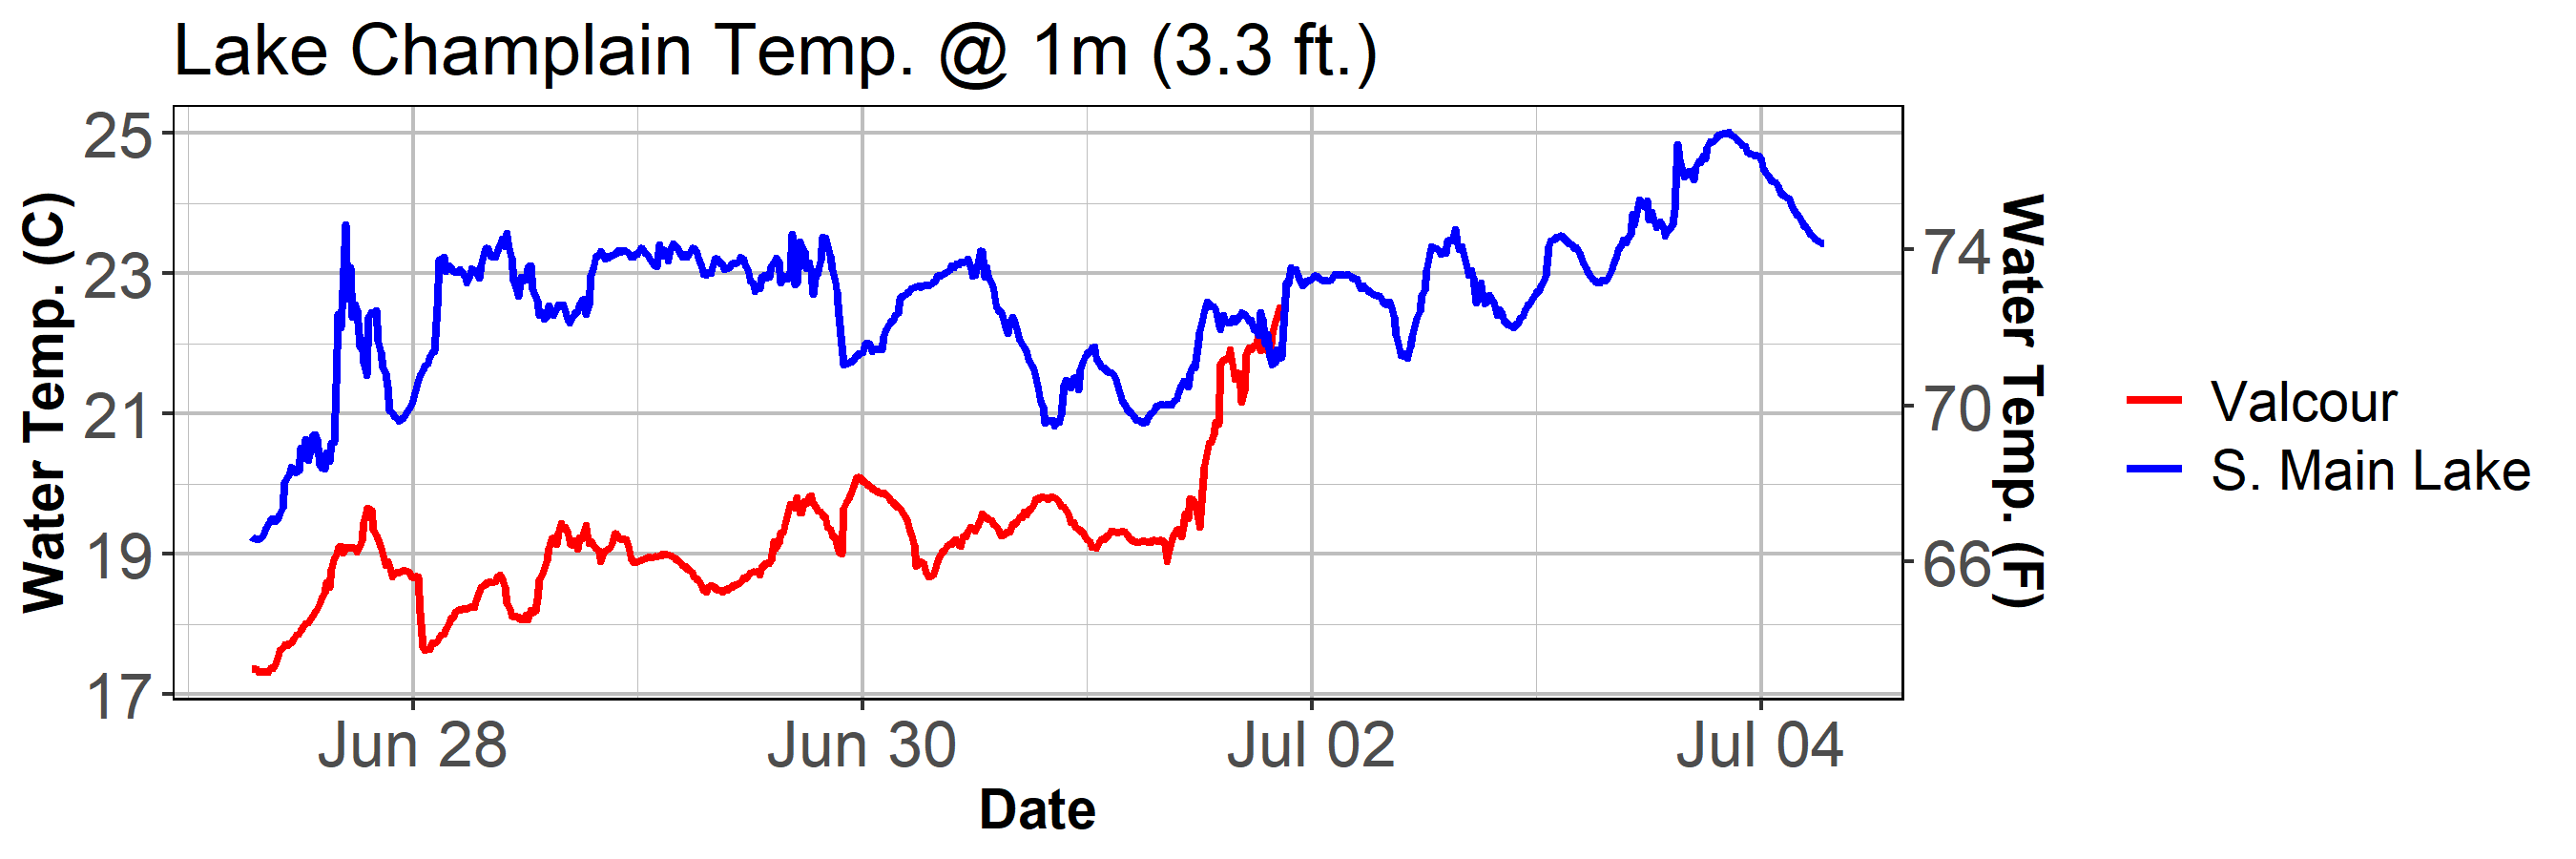 Lake Champlain Temp. @ 1m (3.3 ft.)
Water Temp. (C)
25
23
21
19
17
Jun 28
Jun 30
Jul 02
Jul 04
Date
74
70
66
Water Temp. (F)
Valcour
S. Main Lake